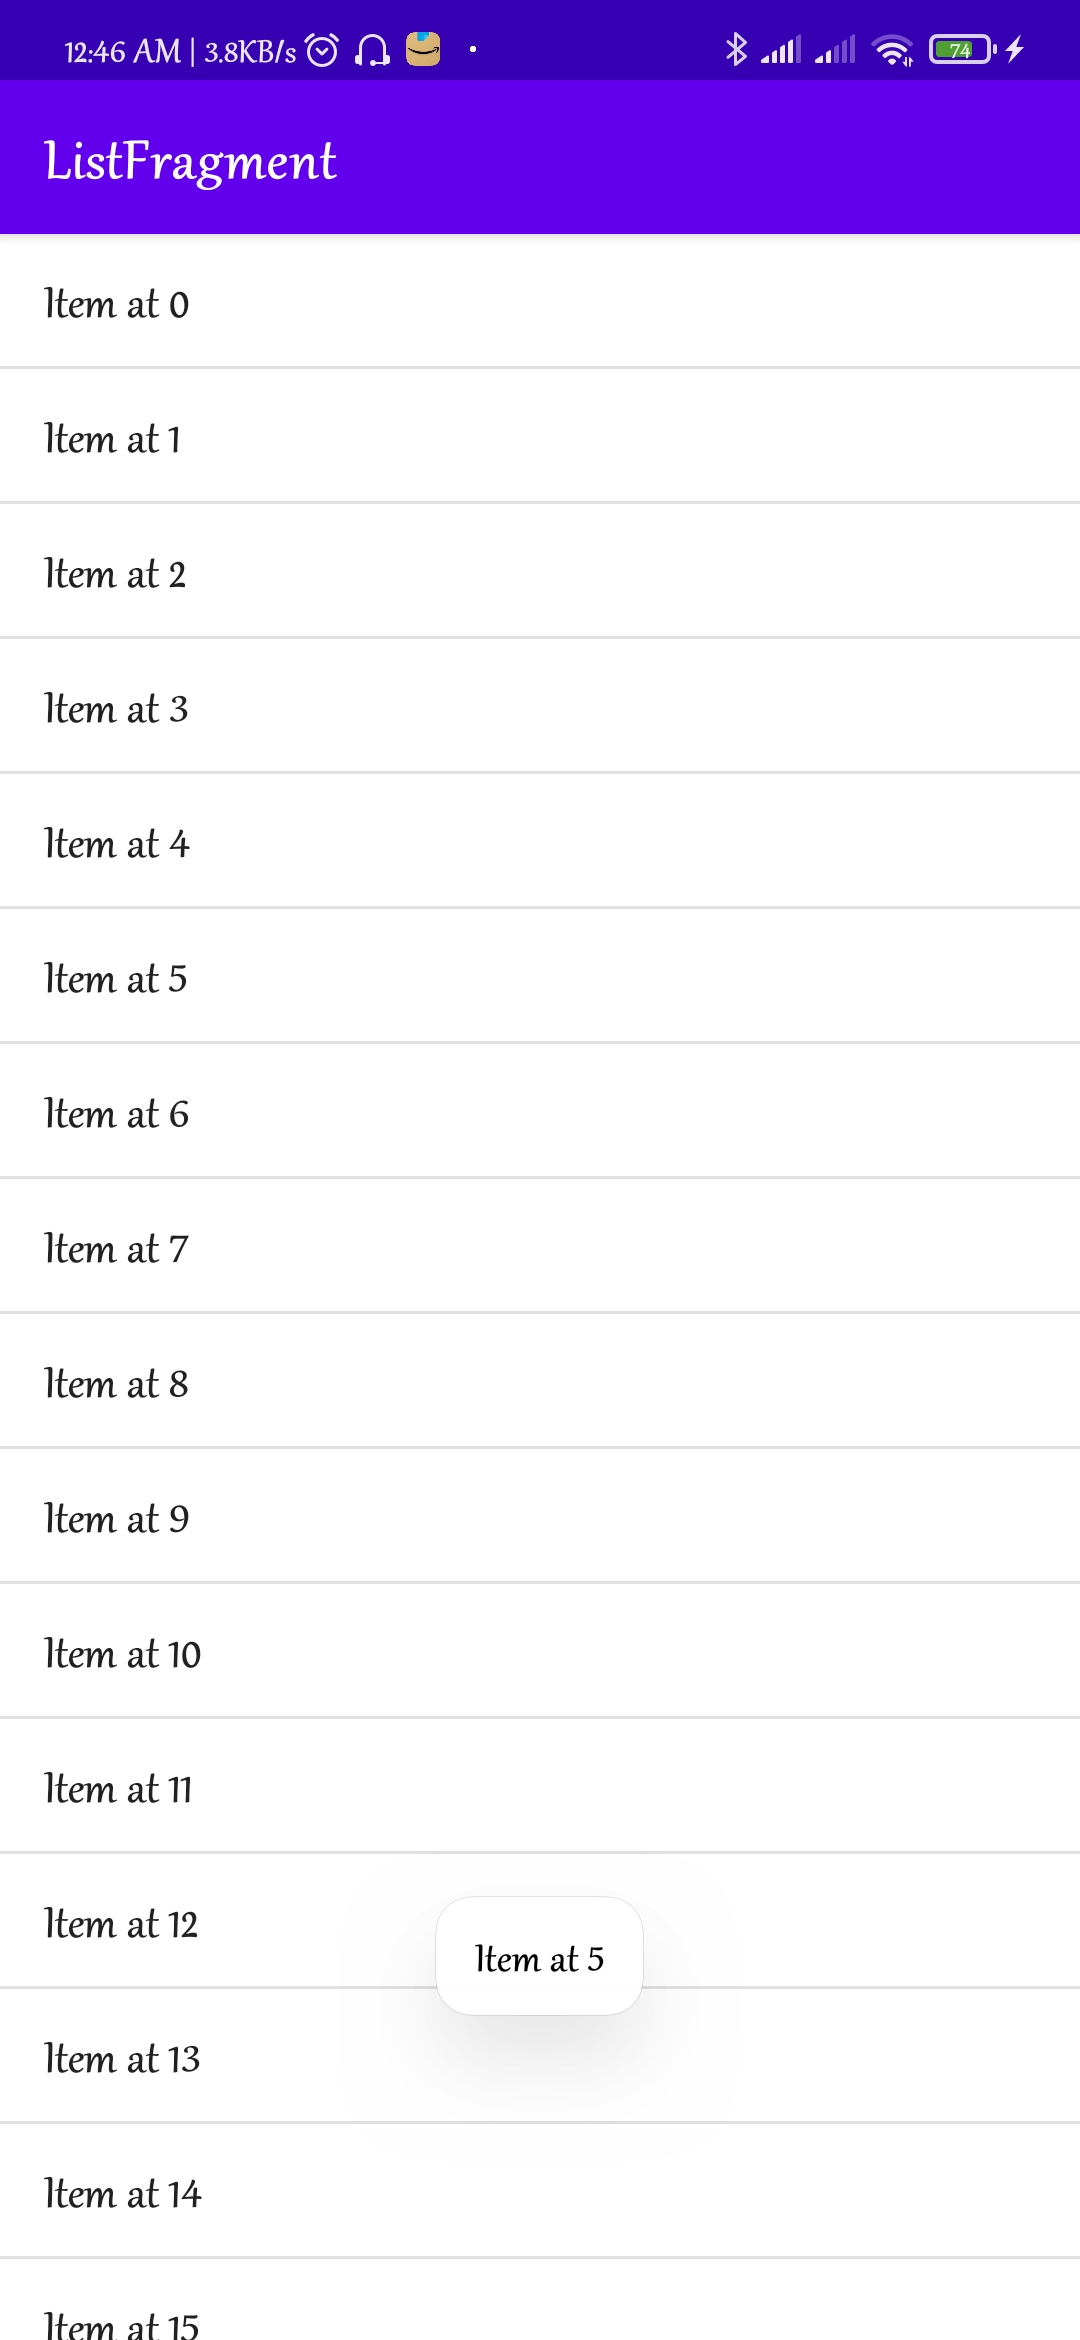 12:46 AM | 3.8KB/s 74
ListFragment
Item at 0
Item at 1
Item at 2
Item at 3
Item at 4
Item at 5
Item at 6
Item at 7
Item at 8
Item at 9
Item at 10
Item at 11
Item at 12
Item at 5
Item at 13
Item at 14
Item at 15